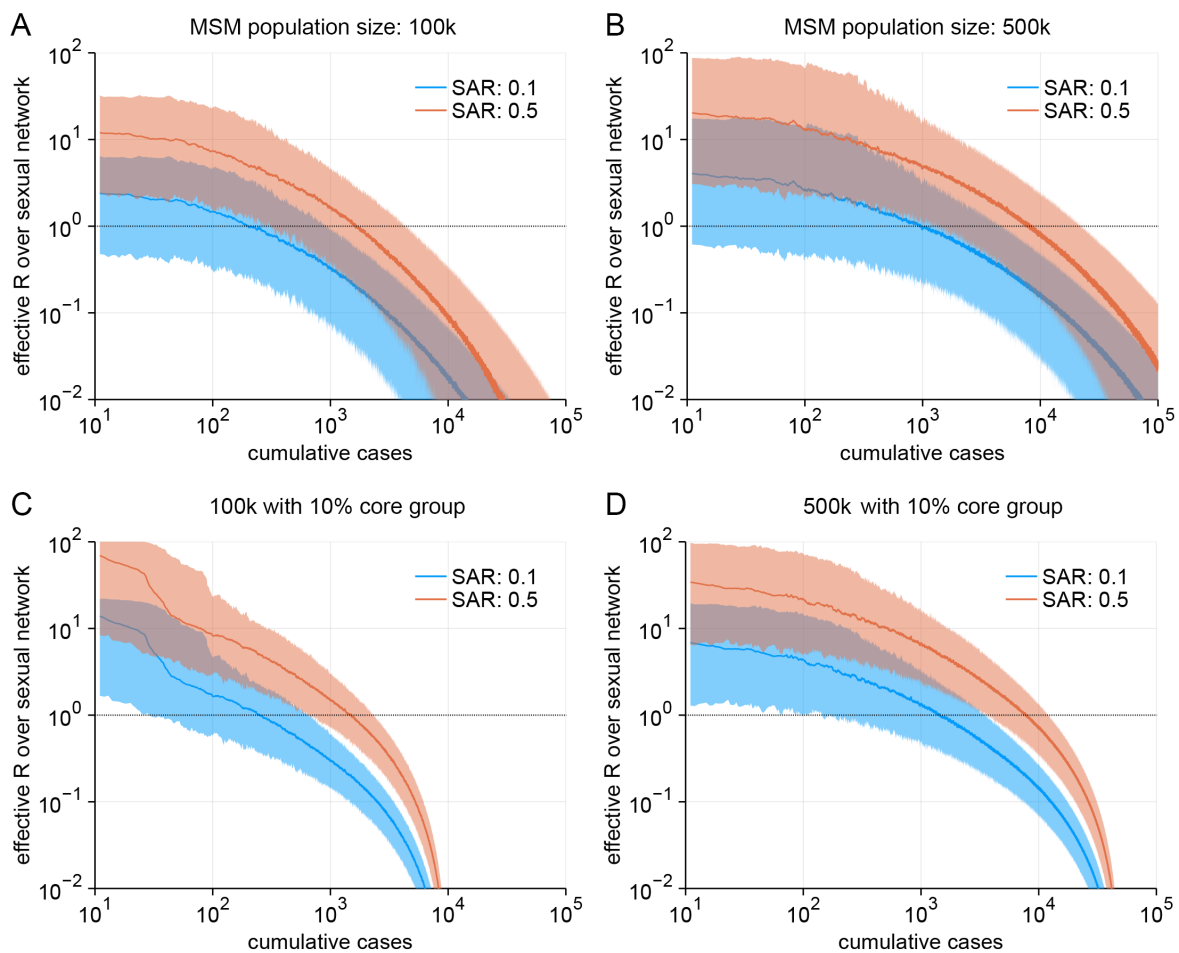 A
MSM population size: 100k
10^2
10^1
10^0
10^-1
10^-2
effective R over sexual network
SAR: 0.1
SAR: 0.5
10^1 10^2 10^3 10^4 10^5
cumulative cases
B
MSM population size: 500k
10^2
10^1
10^0
10^-1
10^-2
effective R over sexual network
SAR: 0.1
SAR: 0.5
10^1 10^2 10^3 10^4 10^5
cumulative cases
C
100k with 10% core group
10^2
10^1
10^0
10^-1
10^-2
effective R over sexual network
SAR: 0.1
SAR: 0.5
10^1 10^2 10^3 10^4 10^5
cumulative cases
D
500k with 10% core group
10^2
10^1
10^0
10^-1
10^-2
effective R over sexual network
SAR: 0.1
SAR: 0.5
10^1 10^2 10^3 10^4 10^5
cumulative cases